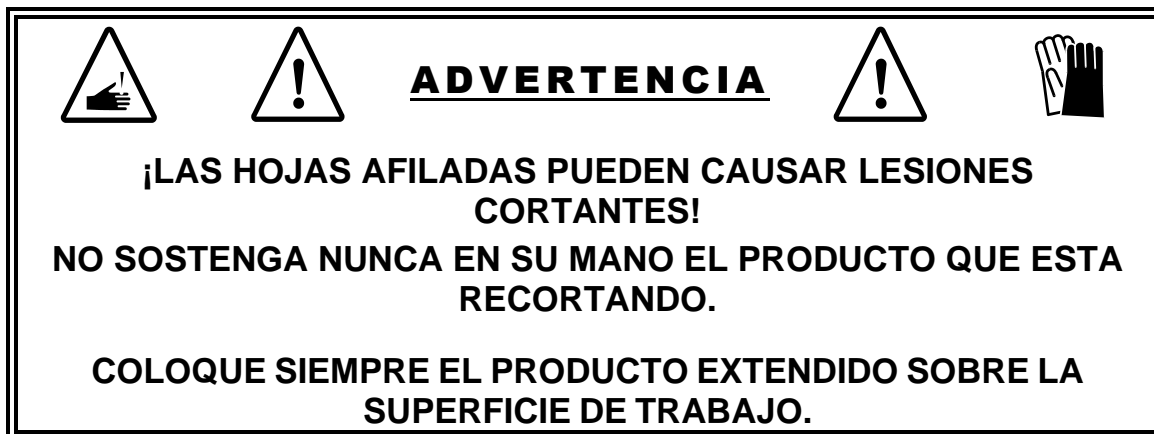 ADVERTENCIA
¡LAS HOJAS AFILADAS PUEDEN CAUSAR LESIONES
CORTANTES!
NO SOSTENGA NUNCA EN SU MANO EL PRODUCTO QUE ESTA
RECORTANDO.
COLOQUE SIEMPRE EL PRODUCTO EXTENDIDO SOBRE LA
SUPERFICIE DE TRABAJO.